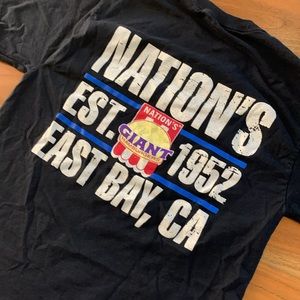 NATION'S
EST. 1952
NATION'S
GIANT
EAST BAY, CA